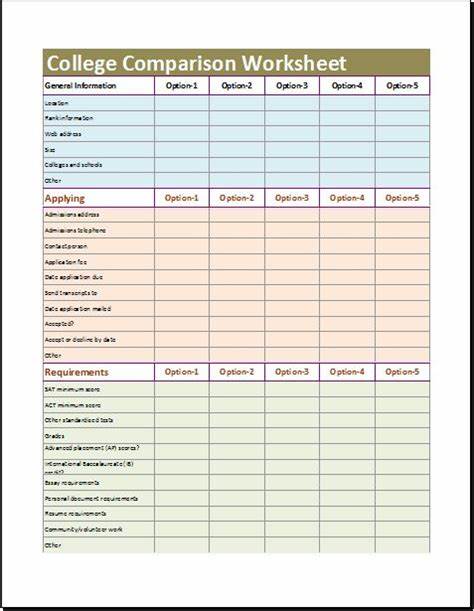 College Comparison Worksheet
General Information Option-1 Option-2 Option-3 Option-4 Option-5
Location
Rank information
Web address
Size
Colleges and schools
Other
Applying Option-1 Option-2 Option-3 Option-4 Option-5
Admissions address
Admissions telephone
Contact person
Application fee
Date application due
Send transcripts to
Date application mailed
Accepted?
Accept or decline by date
Other
Requirements Option-1 Option-2 Option-3 Option-4 Option-5
SAT minimum score
ACT minimum score
Other standardized tests
Grades
Advanced placement (AP) scores?
International Baccalaureate (IB)
credit?
Essay requirements
Personal document requirements
Resume requirements
Community/volunteer work
Other